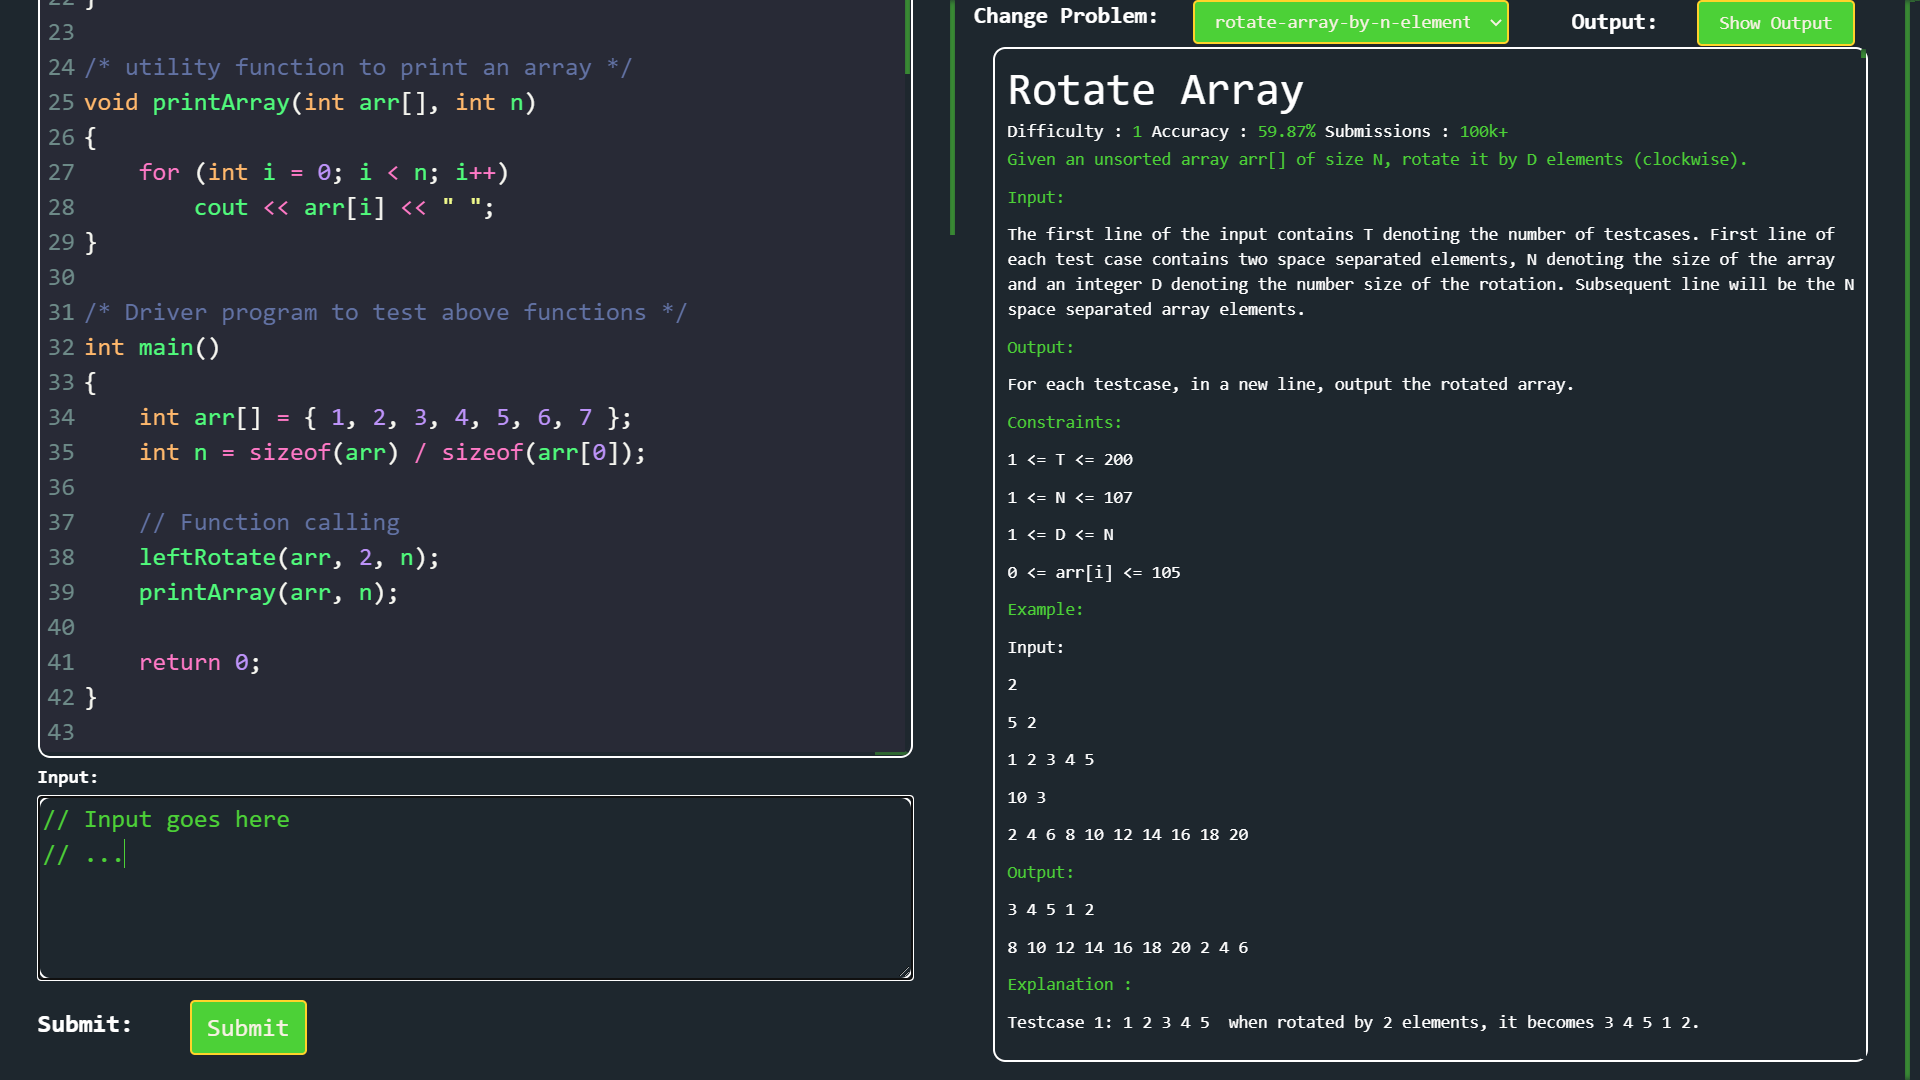 22 }
23
24 /* utility function to print an array */
25 void printArray(int arr[], int n)
26 {
27     for (int i = 0; i < n; i++)
28         cout << arr[i] << " ";
29 }
30
31 /* Driver program to test above functions */
32 int main()
33 {
34     int arr[] = { 1, 2, 3, 4, 5, 6, 7 };
35     int n = sizeof(arr) / sizeof(arr[0]);
36
37     // Function calling
38     leftRotate(arr, 2, n);
39     printArray(arr, n);
40
41     return 0;
42 }
43
Input:
// Input goes here
// ...
Submit:
Submit
Change Problem:
rotate-array-by-n-element
Output:
Show Output
Rotate Array
Difficulty : 1 Accuracy : 59.87% Submissions : 100k+
Given an unsorted array arr[] of size N, rotate it by D elements (clockwise).
Input:
The first line of the input contains T denoting the number of testcases. First line of
each test case contains two space separated elements, N denoting the size of the array
and an integer D denoting the number size of the rotation. Subsequent line will be the N
space separated array elements.
Output:
For each testcase, in a new line, output the rotated array.
Constraints:
1 <= T <= 200
1 <= N <= 107
1 <= D <= N
0 <= arr[i] <= 105
Example:
Input:
2
5 2
1 2 3 4 5
10 3
2 4 6 8 10 12 14 16 18 20
Output:
3 4 5 1 2
8 10 12 14 16 18 20 2 4 6
Explanation :
Testcase 1: 1 2 3 4 5  when rotated by 2 elements, it becomes 3 4 5 1 2.